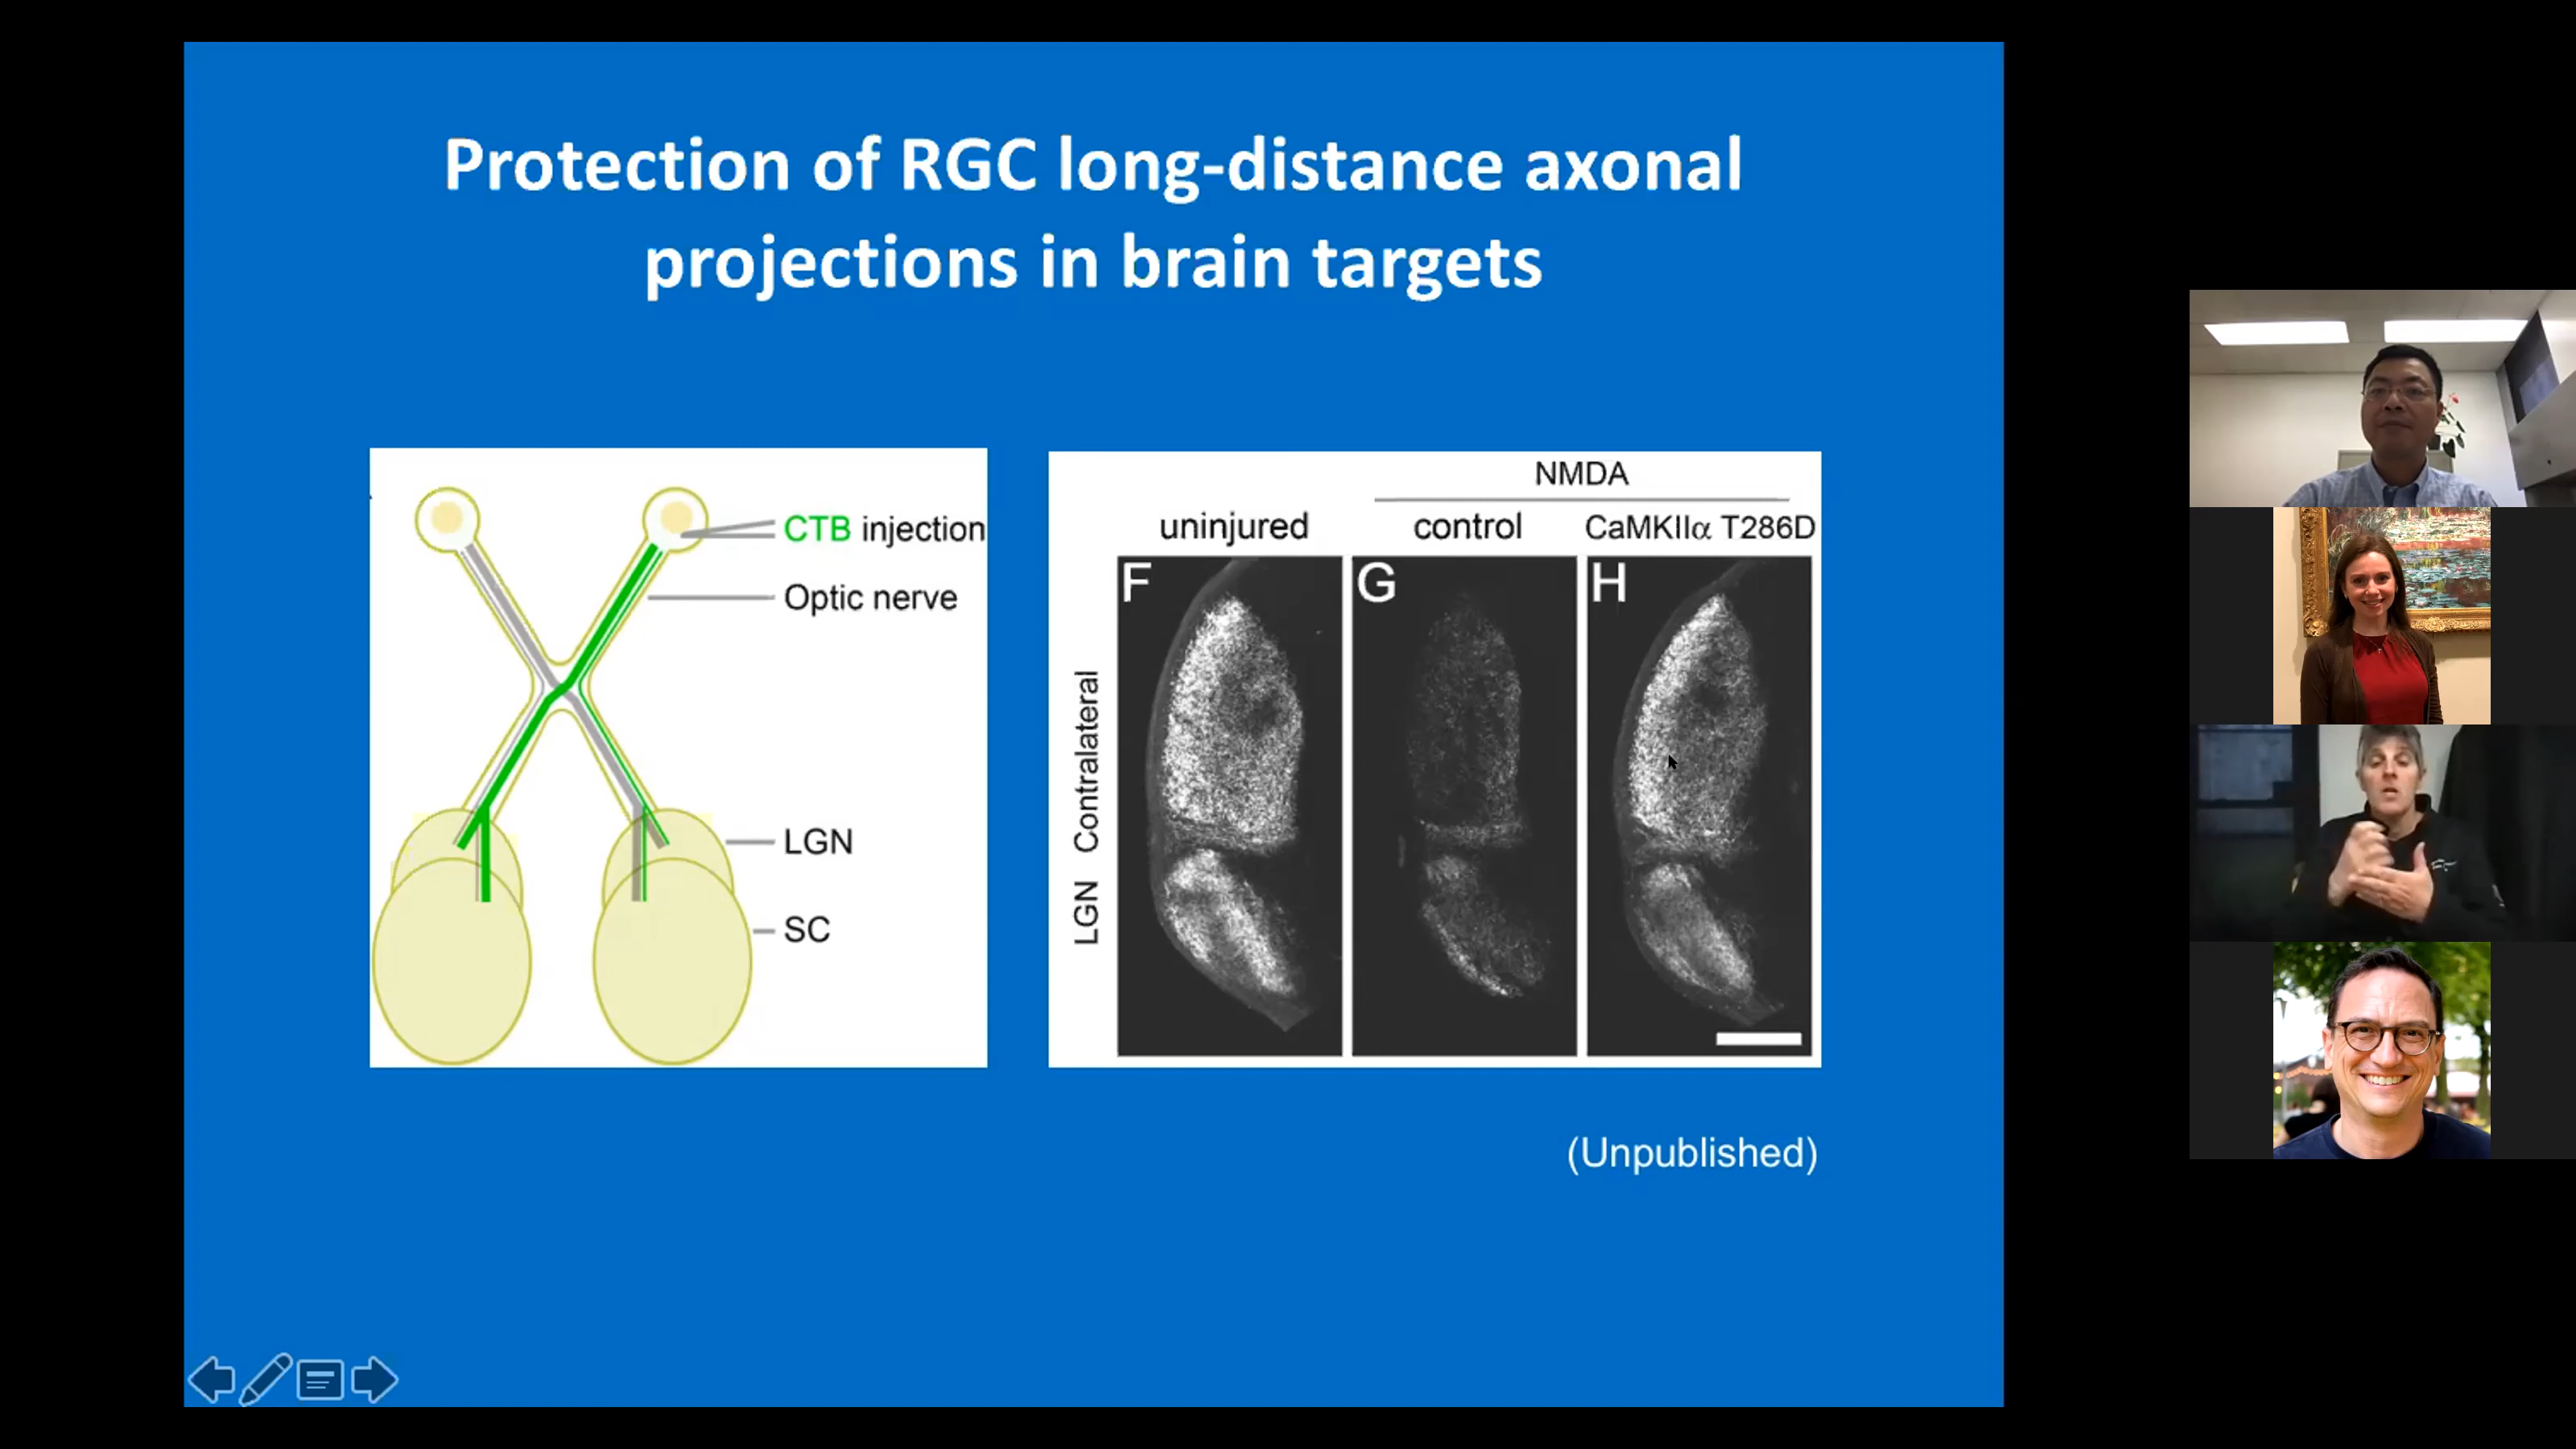 Protection of RGC long-distance axonal
projections in brain targets
CTB injection
Optic nerve
LGN
SC
NMDA
uninjured
control
CaMKIIα T286D
F
G
H
LGN Contralateral
(Unpublished)